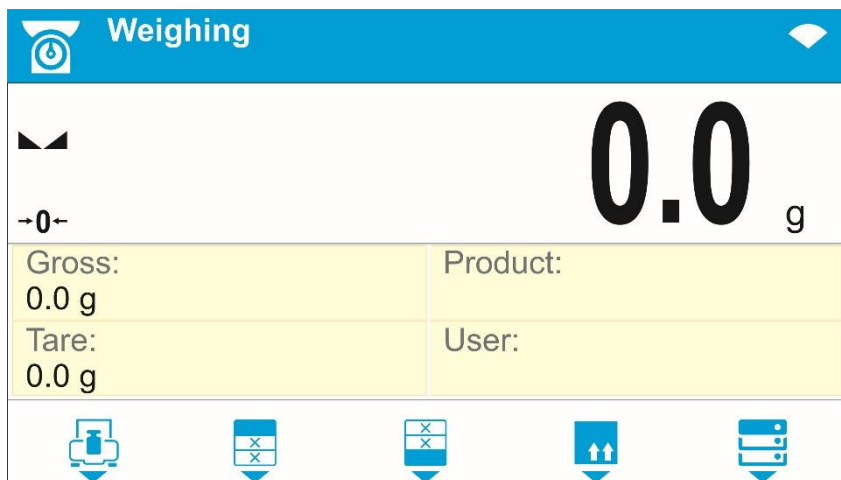 Weighing
0.0 g
→0←
Gross:
0.0 g
Product:
Tare:
0.0 g
User: